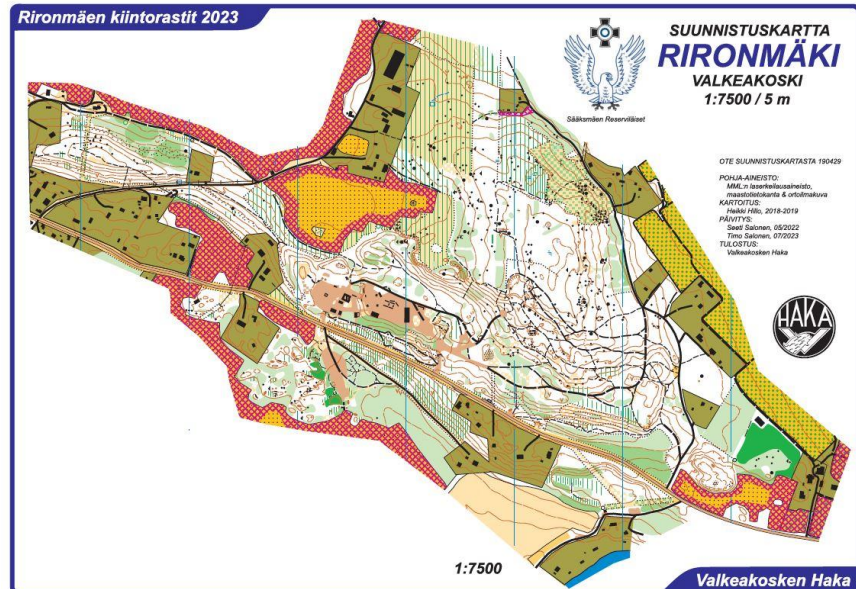 Rironmäen kiintorastit 2023
SUUNNISTUSKARTTA
RIRONMÄKI
VALKEAKOSKI
1:7500 / 5 m
Sääksmäen Reserviläiset
OTE SUUNNISTUSKARTASTA 190429
POHJA-AINEISTO:
MML:n laserkeilausaineisto,
maastotietokanta & ortoilmakuva
KARTOITUS:
Heikki Hillo, 2018-2019
PÄIVITYS:
Seeti Salonen, 05/2022
Timo Salonen, 07/2023
TULOSTUS:
Valkeakosken Haka
HAKA
1:7500
Valkeakosken Haka